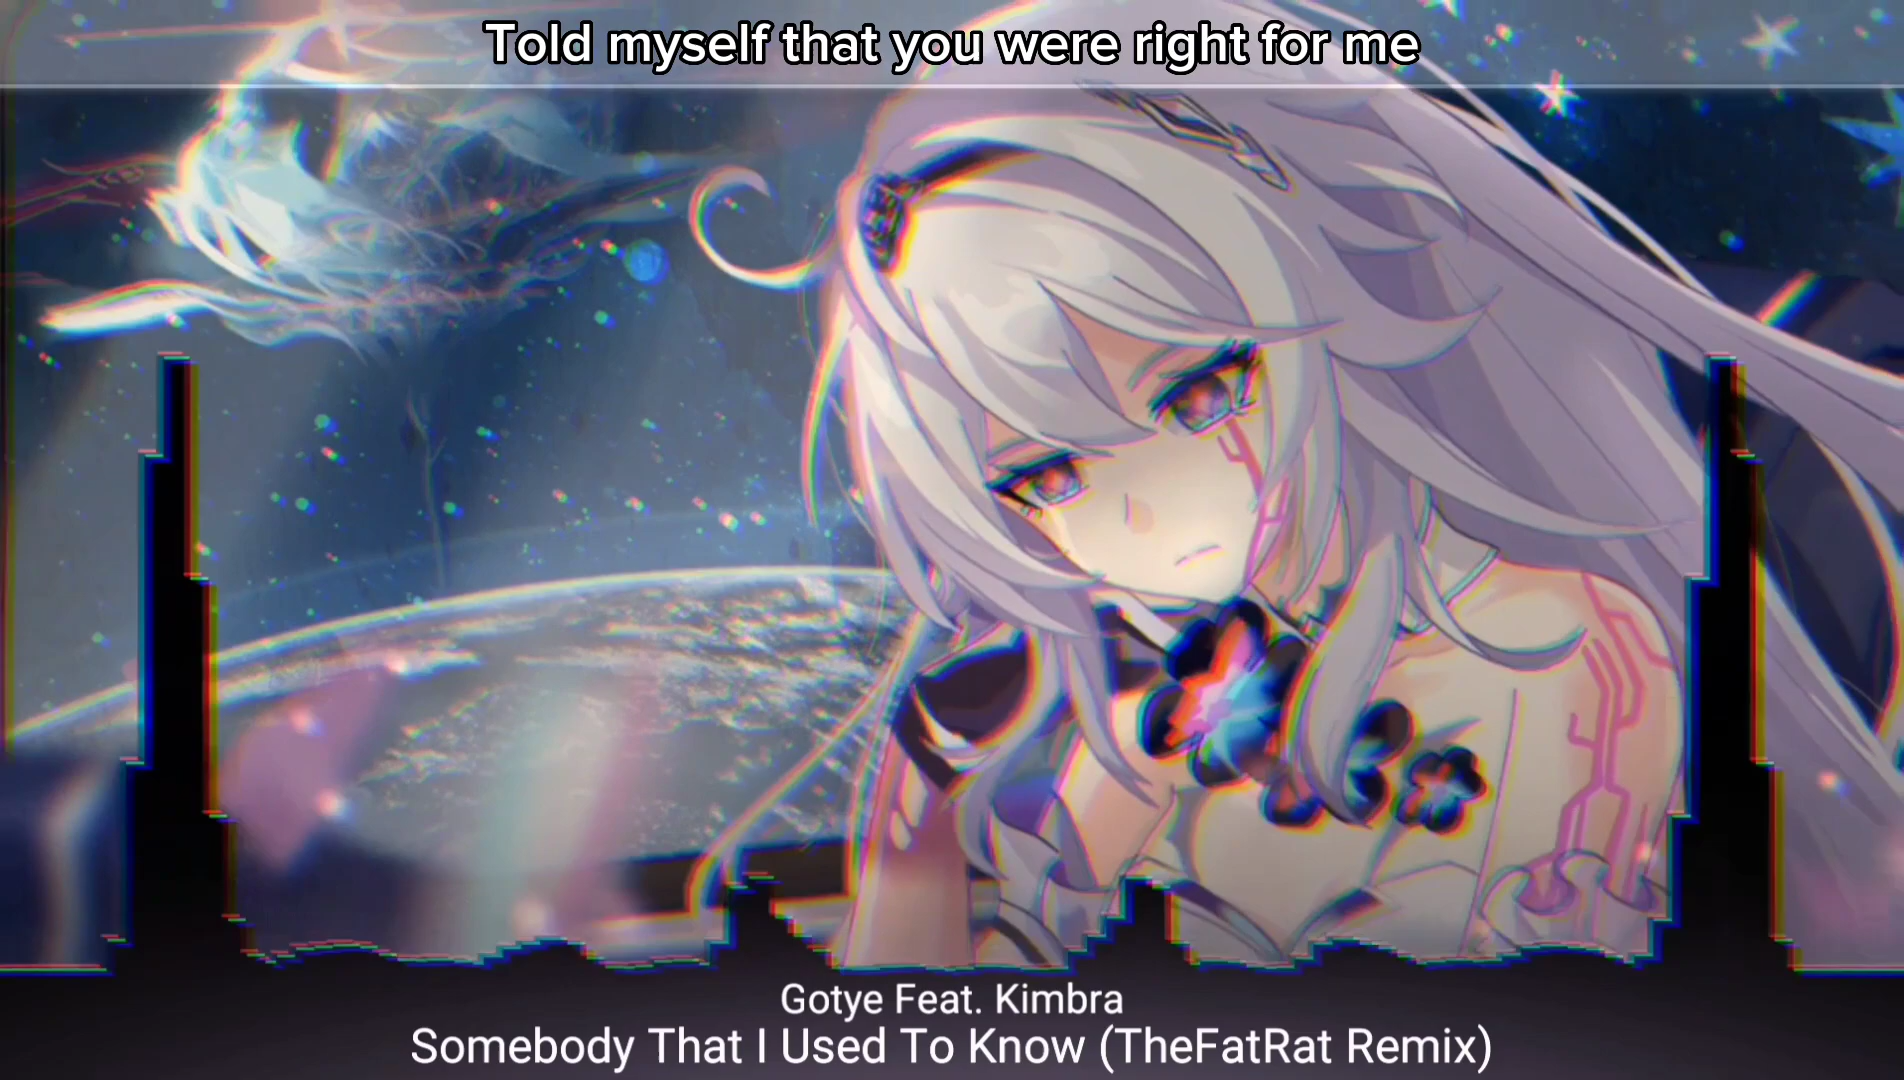 Told myself that you were right for me
Gotye Feat. Kimbra
Somebody That I Used To Know (TheFatRat Remix)